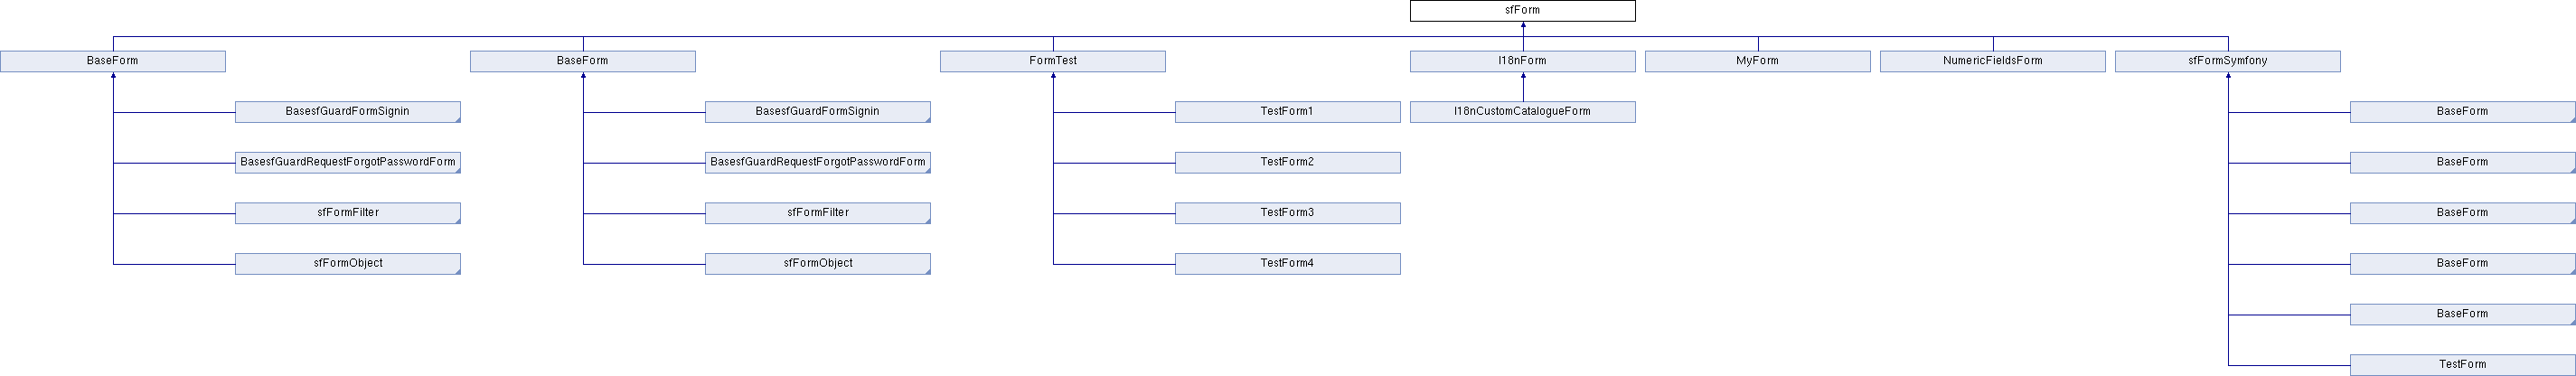 sfForm
BaseForm
BaseForm
FormTest
I18nForm
MyForm
NumericFieldsForm
sfFormSymfony
BasesfGuardFormSignin
BasesfGuardFormSignin
TestForm1
I18nCustomCatalogueForm
BaseForm
BasesfGuardRequestForgotPasswordForm
BasesfGuardRequestForgotPasswordForm
TestForm2
BaseForm
sfFormFilter
sfFormFilter
TestForm3
BaseForm
sfFormObject
sfFormObject
TestForm4
BaseForm
BaseForm
TestForm